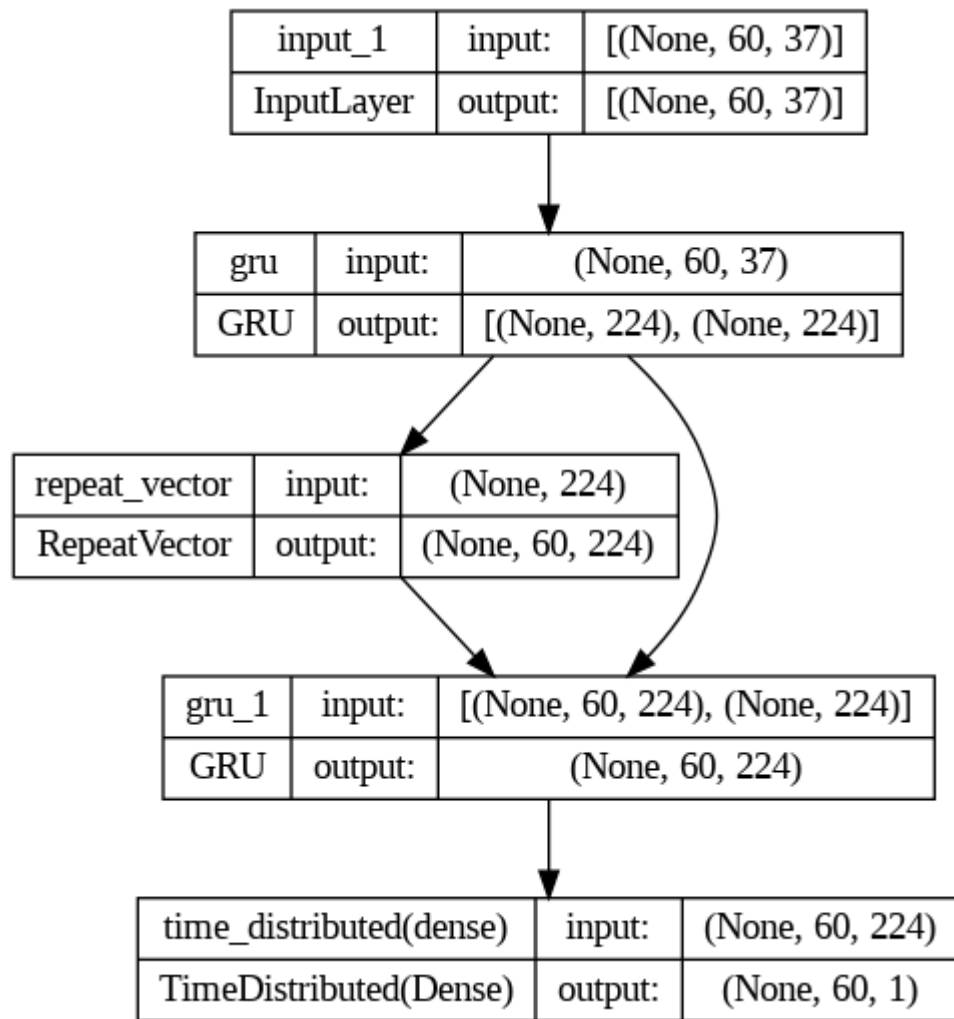 input_1 input: [(None, 60, 37)]
InputLayer output: [(None, 60, 37)]
gru input: (None, 60, 37)
GRU output: [(None, 224), (None, 224)]
repeat_vector input: (None, 224)
RepeatVector output: (None, 60, 224)
gru_1 input: [(None, 60, 224), (None, 224)]
GRU output: (None, 60, 224)
time_distributed(dense) input: (None, 60, 224)
TimeDistributed(Dense) output: (None, 60, 1)